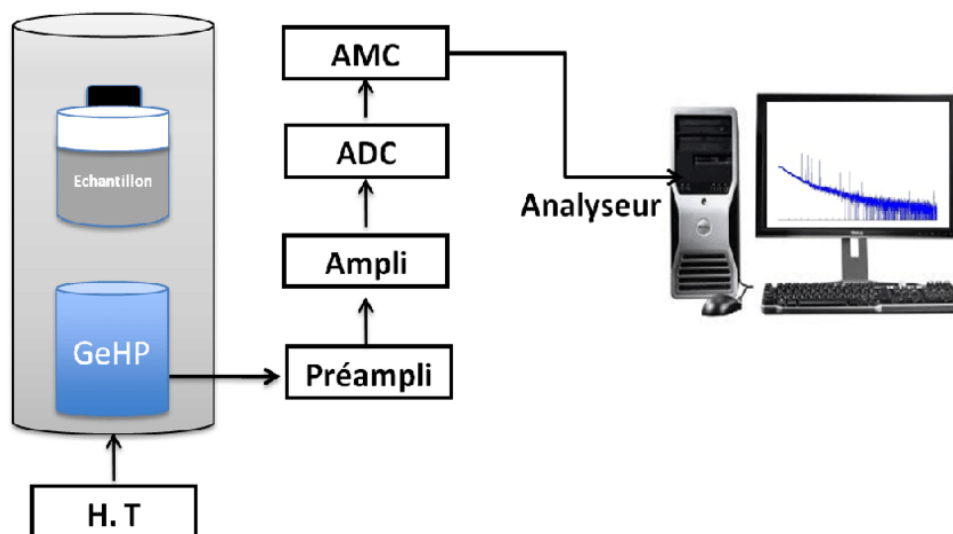 AMC
ADC
Echantillon
Analyseur
Ampli
GeHP
Préampli
H. T